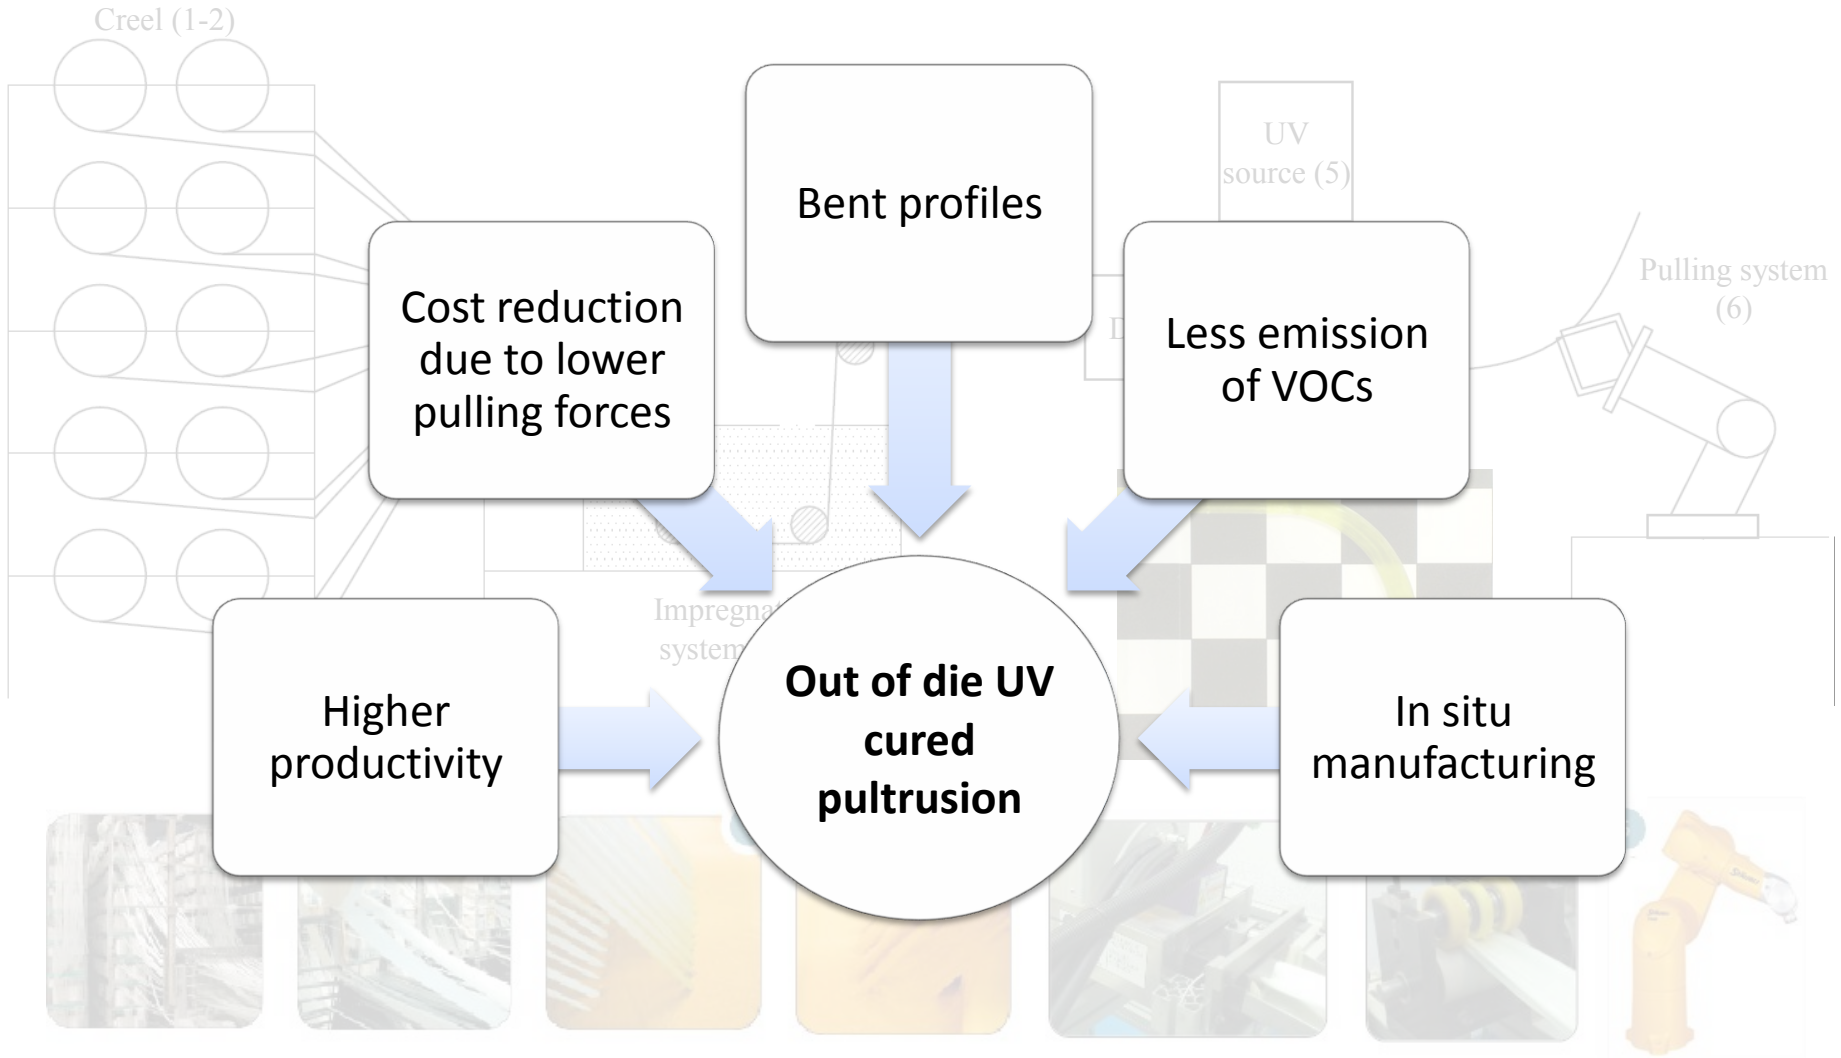 Creel (1-2)
Bent profiles
UV
source (5)
Pulling system
(6)
Cost reduction
due to lower
pulling forces
Less emission
of VOCs
Higher
productivity
system
Out of die UV
cured
pultrusion
In situ
manufacturing